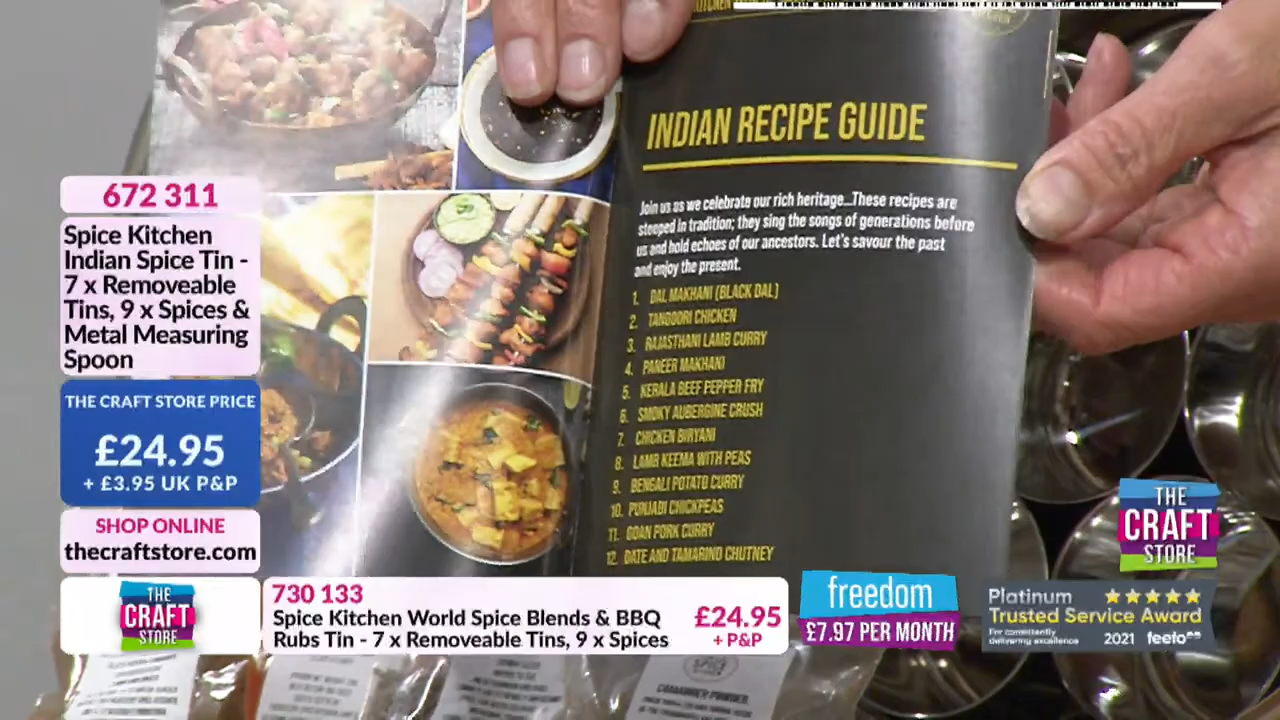 KITCHEN
INDIAN RECIPE GUIDE
Join us as we celebrate our rich heritage...These recipes are
steeped in tradition; they sing the songs of generations before
us and hold echoes of our ancestors. Let's savour the past
and enjoy the present.
1. DAL MAKHANI (BLACK DAL)
2. TANDOORI CHICKEN
3. RAJASTHANI LAMB CURRY
4. PANEER MAKHANI
5. KERALA BEEF PEPPER FRY
6. SMOKY AUBERGINE CRUSH
7. CHICKEN BIRYANI
8. LAMB KEEMA WITH PEAS
9. BENGALI POTATO CURRY
10. PUNJABI CHICKPEAS
11. GOAN PORK CURRY
12. DATE AND TAMARIND CHUTNEY
672 311
Spice Kitchen
Indian Spice Tin -
7 x Removeable
Tins, 9 x Spices &
Metal Measuring
Spoon
THE CRAFT STORE PRICE
£24.95
+ £3.95 UK P&P
SHOP ONLINE
thecraftstore.com
THE
CRAFT
STORE
THE
CRAFT
STORE
730 133
Spice Kitchen World Spice Blends & BBQ
Rubs Tin - 7 x Removeable Tins, 9 x Spices
£24.95
+ P&P
freedom
£7.97 PER MONTH
Platinum
Trusted Service Award
For consistently
delivering excellence
2021 feefo
SPICE